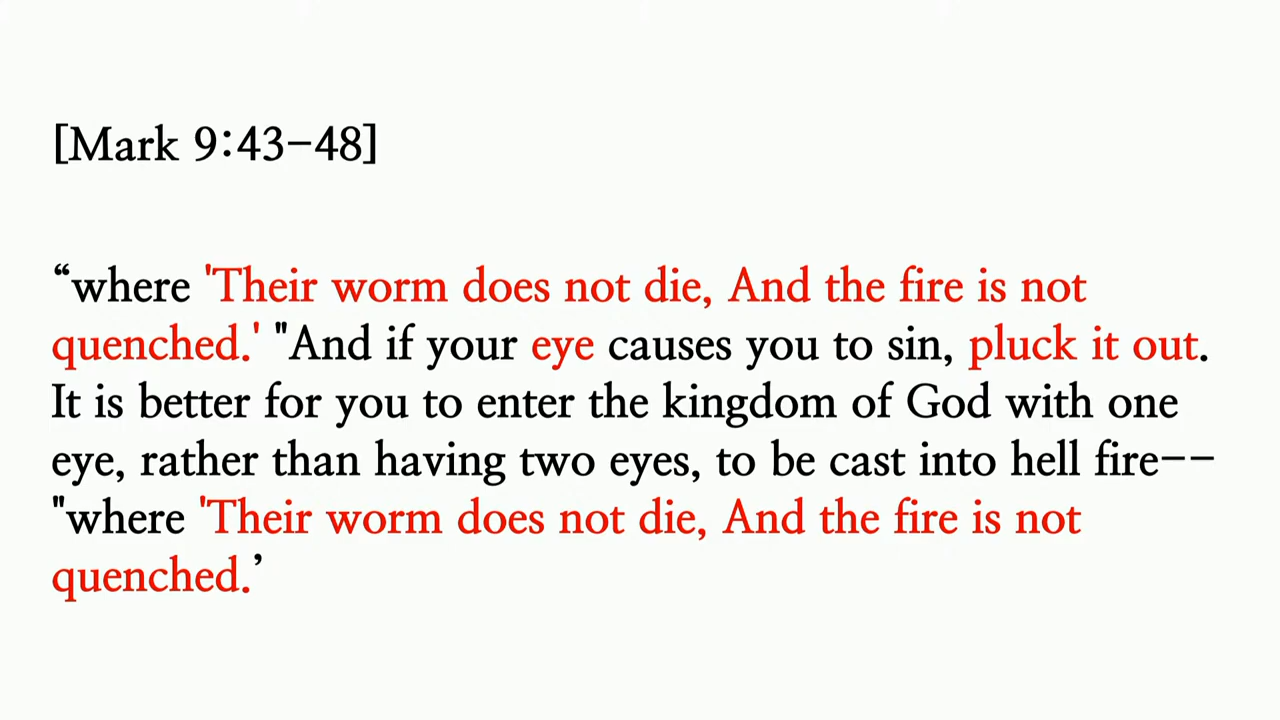 [Mark 9:43-48]
“where 'Their worm does not die, And the fire is not
quenched.' "And if your eye causes you to sin, pluck it out.
It is better for you to enter the kingdom of God with one
eye, rather than having two eyes, to be cast into hell fire--
"where 'Their worm does not die, And the fire is not
quenched.’